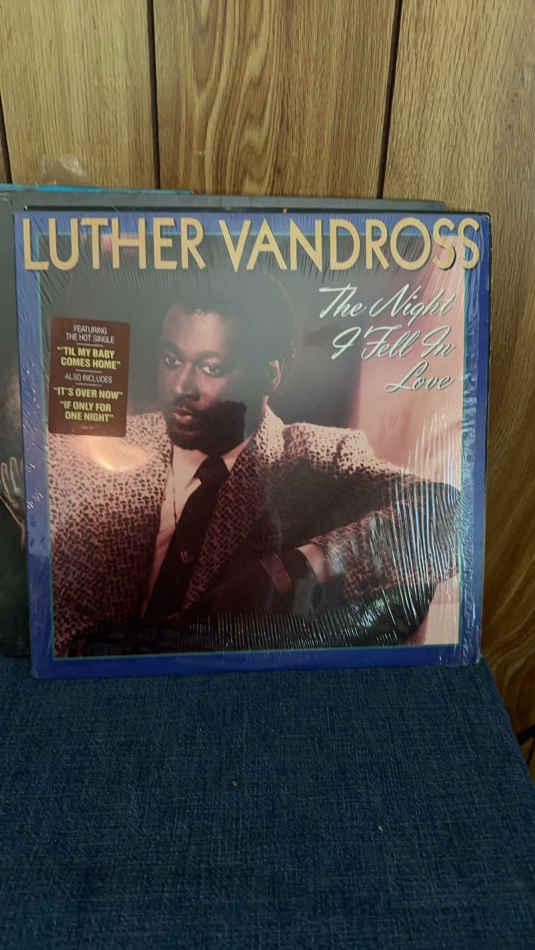 LUTHER VANDROSS
The Night
I Fell In
Love
FEATURING
THE HOT SINGLE
"'TIL MY BABY
COMES HOME"
ALSO INCLUDES
"IT'S OVER NOW"
"IF ONLY FOR
ONE NIGHT"